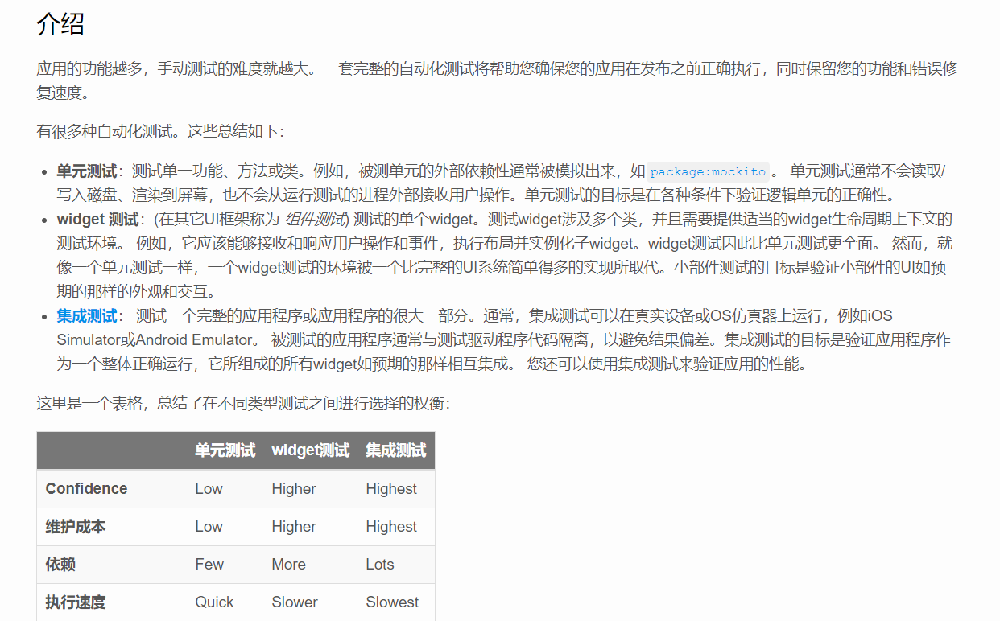 介绍
应用的功能越多，手动测试的难度就越大。一套完整的自动化测试将帮助您确保您的应用在发布之前正确执行，同时保留您的功能和错误修
复速度。
有很多种自动化测试。这些总结如下：
• 单元测试：测试单一功能、方法或类。例如，被测单元的外部依赖性通常被模拟出来，如package:mockito。 单元测试通常不会读取/
写入磁盘、渲染到屏幕，也不会从运行测试的进程外部接收用户操作。单元测试的目标是在各种条件下验证逻辑单元的正确性。
• widget 测试：(在其它UI框架称为 组件测试) 测试的单个widget。测试widget涉及多个类，并且需要提供适当的widget生命周期上下文的
测试环境。 例如，它应该能够接收和响应用户操作和事件，执行布局并实例化子widget。widget测试因此比单元测试更全面。 然而，就
像一个单元测试一样，一个widget测试的环境被一个比完整的UI系统简单得多的实现所取代。小部件测试的目标是验证小部件的UI如预
期的那样的外观和交互。
• 集成测试： 测试一个完整的应用程序或应用程序的很大一部分。通常，集成测试可以在真实设备或OS仿真器上运行，例如iOS
Simulator或Android Emulator。 被测试的应用程序通常与测试驱动程序代码隔离，以避免结果偏差。集成测试的目标是验证应用程序作
为一个整体正确运行，它所组成的所有widget如预期的那样相互集成。 您还可以使用集成测试来验证应用的性能。
这里是一个表格，总结了在不同类型测试之间进行选择的权衡：
单元测试 widget测试 集成测试
Confidence Low Higher Highest
维护成本 Low Higher Highest
依赖 Few More Lots
执行速度 Quick Slower Slowest